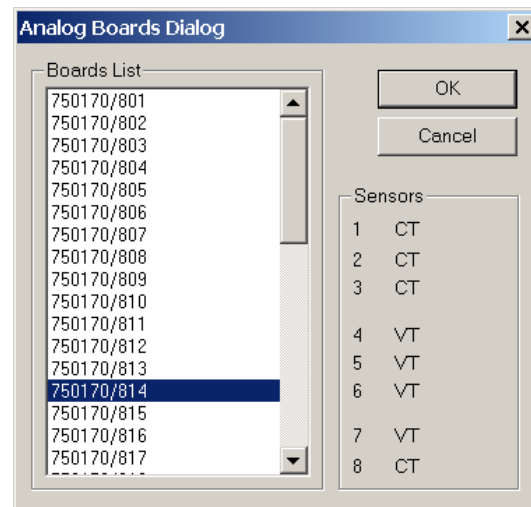 Analog Boards Dialog
Boards List
750170/801
750170/802
750170/803
750170/804
750170/805
750170/806
750170/807
750170/808
750170/809
750170/810
750170/811
750170/812
750170/813
750170/814
750170/815
750170/816
750170/817
OK
Cancel
Sensors
1 CT
2 CT
3 CT
4 VT
5 VT
6 VT
7 VT
8 CT